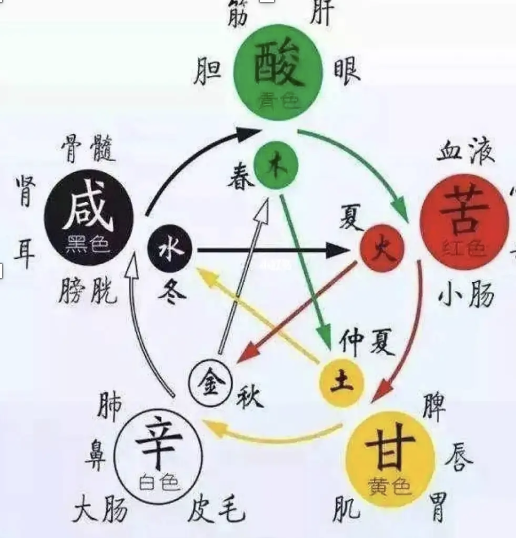 筋 肝
胆 酸 眼
青色
骨髓 血液
春 木
肾 咸 夏 苦
黑色 水 火 红色
耳
膀胱 冬 小肠
仲夏
金 秋 土
肺 脾
鼻 辛 甘 唇
白色 黄色
大肠 皮毛 肌 胃